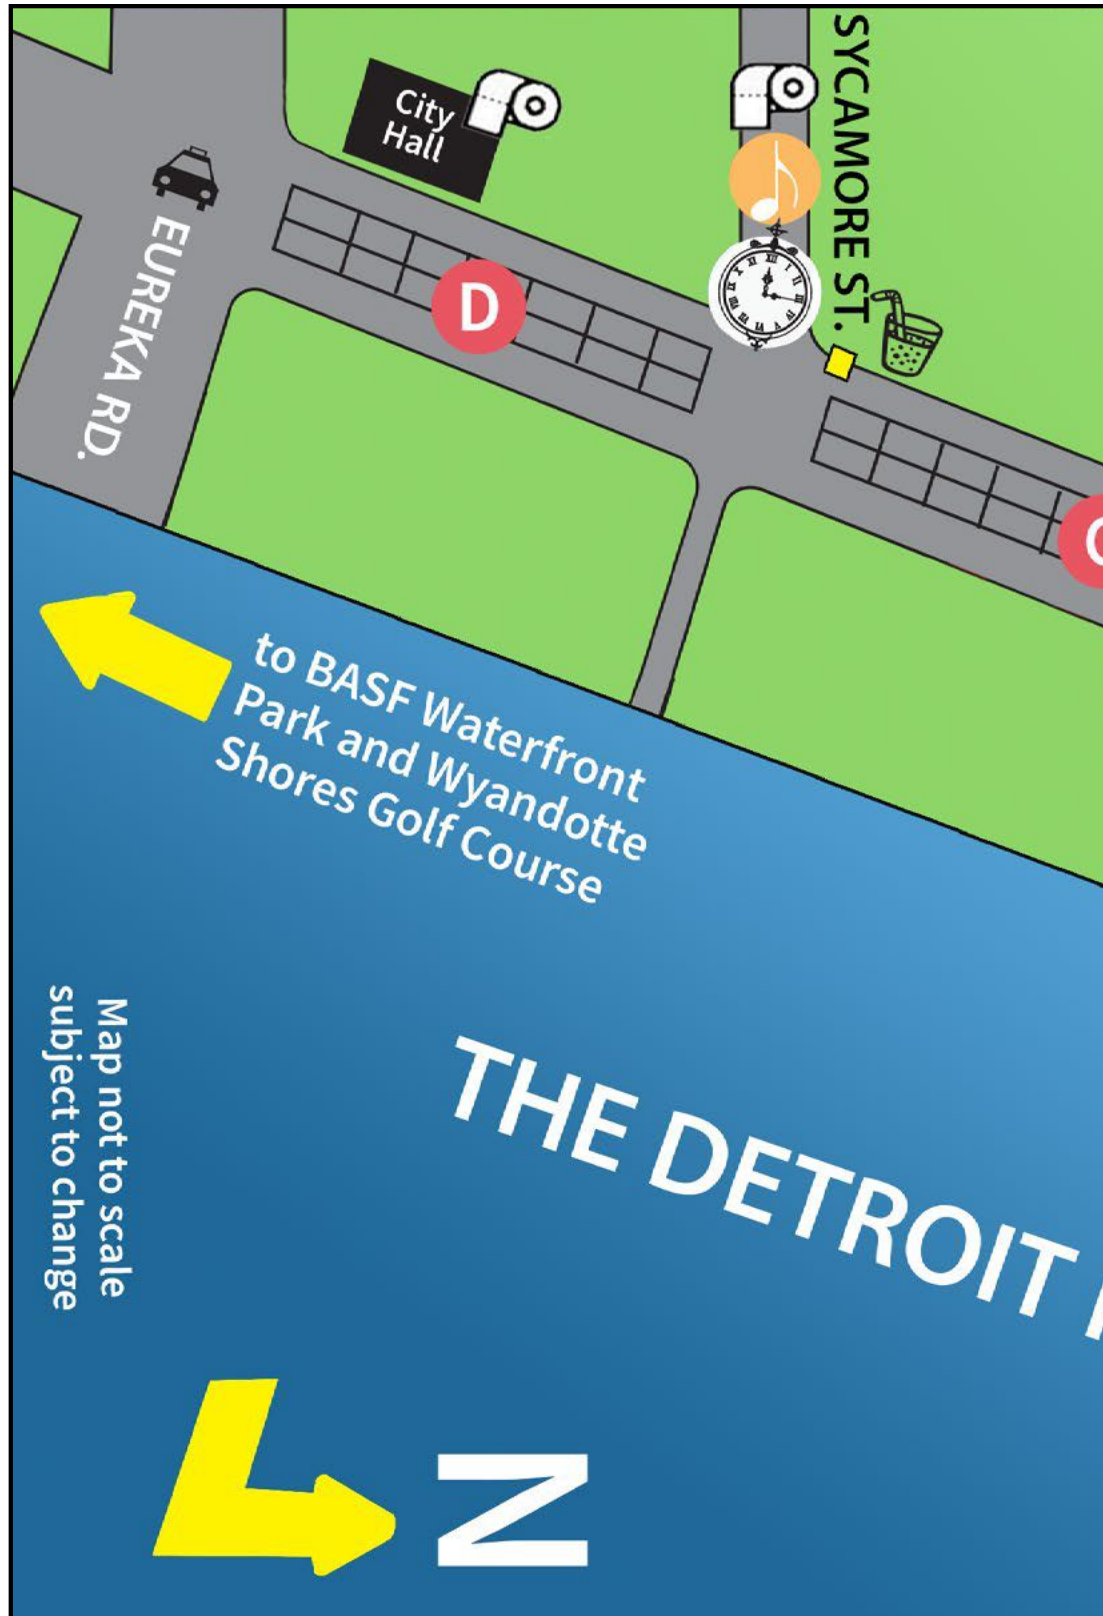 City
Hall
SYCAMORE ST.
EUREKA RD.
D
C
to BASF Waterfront
Park and Wyandotte
Shores Golf Course
THE DETROIT
Map not to scale
subject to change
N